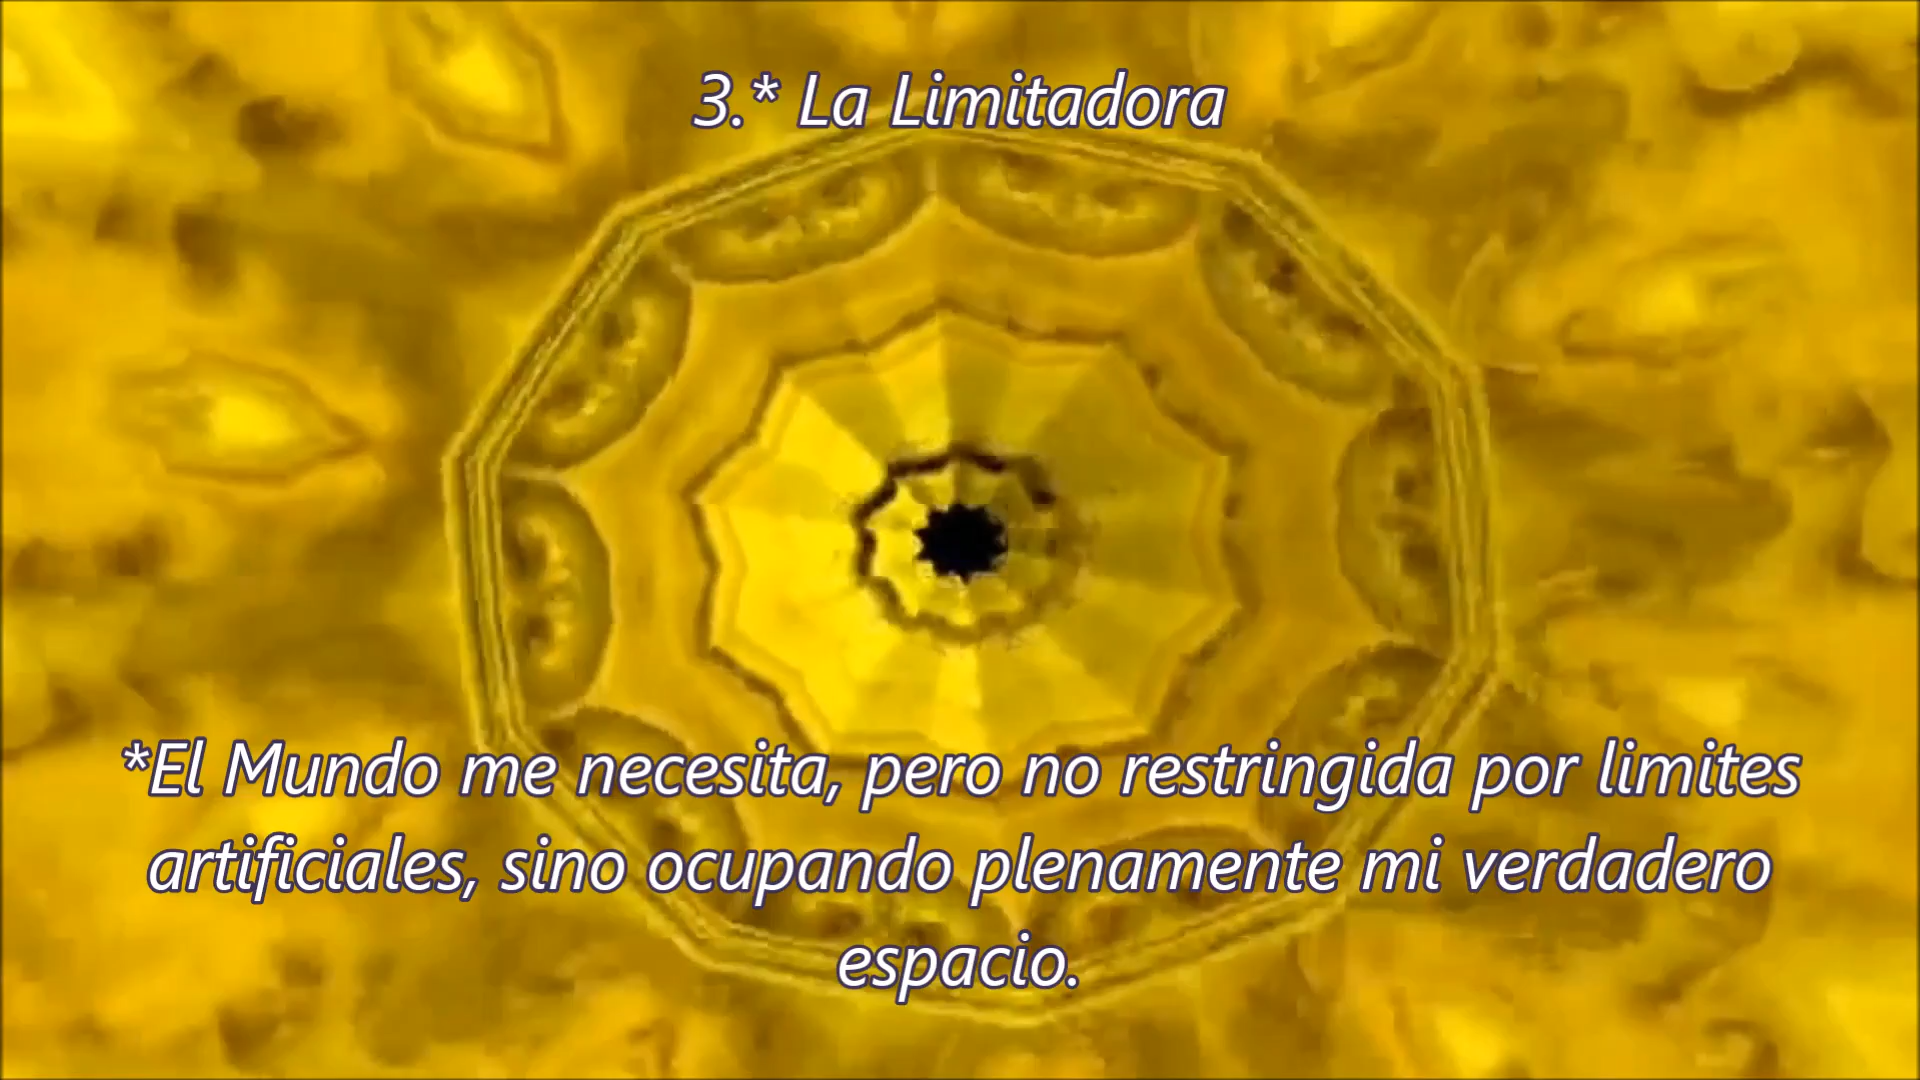 3.* La Limitadora
*El Mundo me necesita, pero no restringida por limites
artificiales, sino ocupando plenamente mi verdadero
espacio.